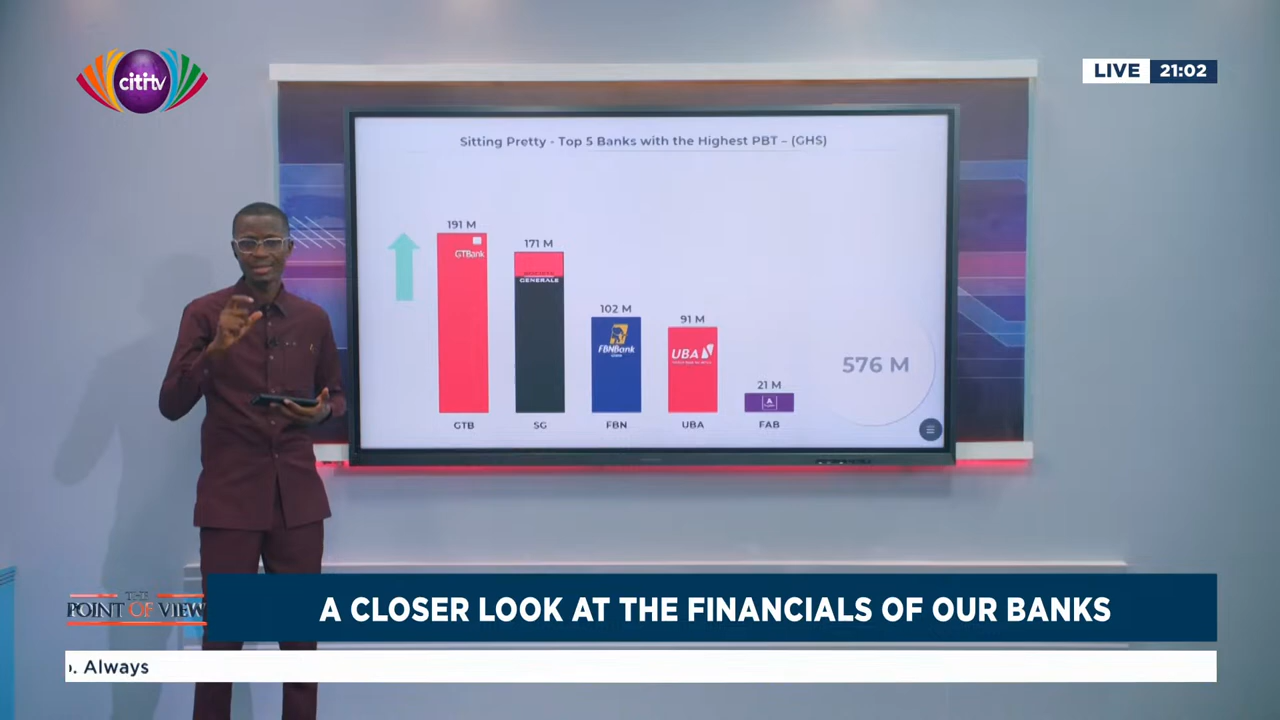 cititv
LIVE 21:02
Sitting Pretty - Top 5 Banks with the Highest PBT – (GHS)
191 M
GTBank
171 M
GENERALE
102 M
FBNBank
91 M
UBA
21 M
576 M
GTB
SG
FBN
UBA
FAB
THE
POINT OF VIEW
A CLOSER LOOK AT THE FINANCIALS OF OUR BANKS
. Always